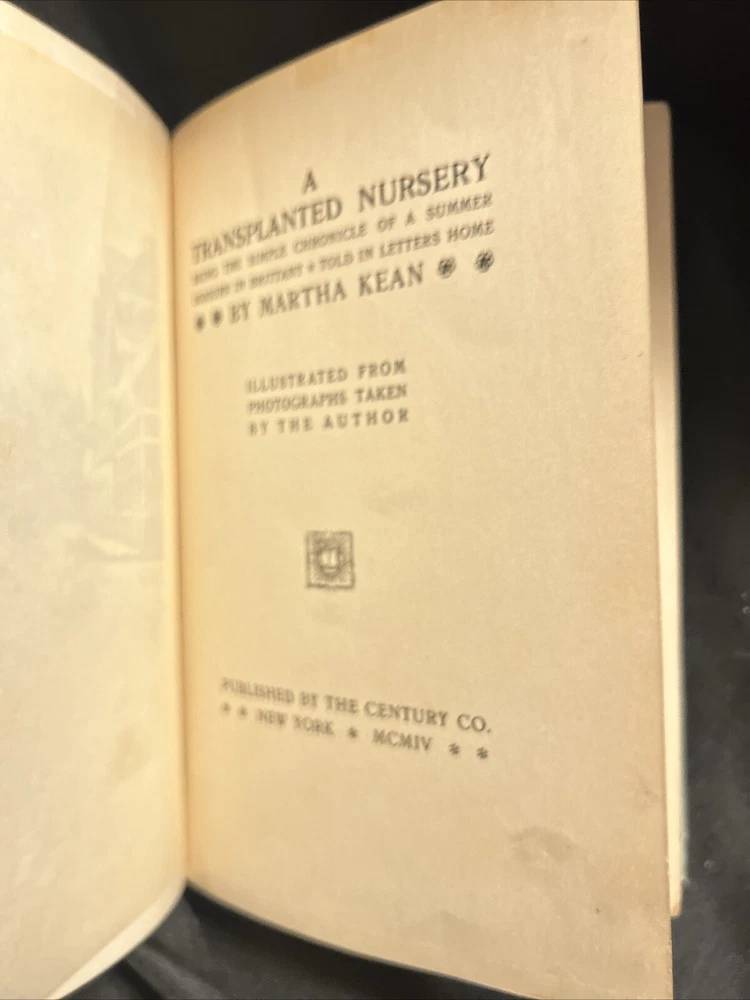 A
TRANSPLANTED NURSERY
BEING THE SIMPLE CHRONICLE OF A SUMMER
IN BRITTANY * TOLD IN LETTERS HOME
* * BY MARTHA KEAN * *
ILLUSTRATED FROM
PHOTOGRAPHS TAKEN
BY THE AUTHOR
PUBLISHED BY THE CENTURY CO.
* * NEW YORK * MCMIV * *